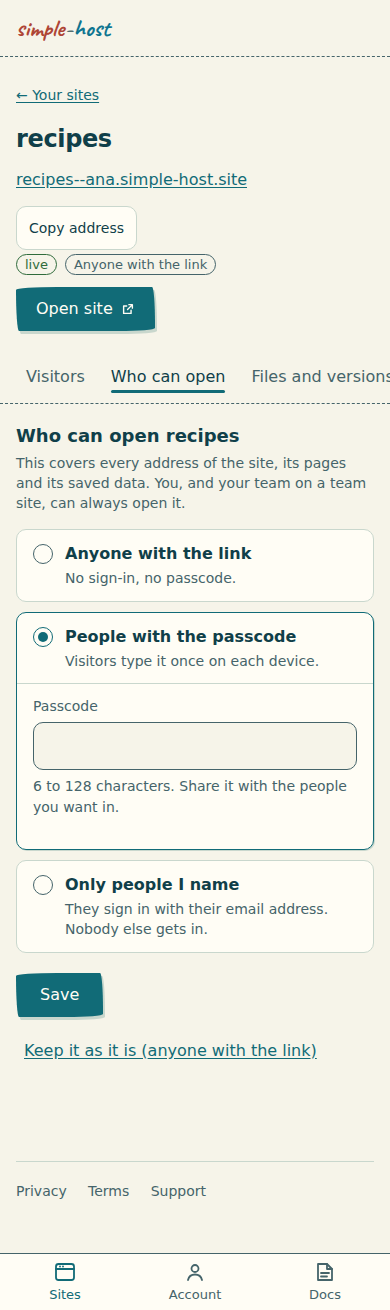 simple-host
← Your sites
recipes
recipes--ana.simple-host.site
Copy address
live Anyone with the link
Open site
Visitors Who can open Files and versions
Who can open recipes
This covers every address of the site, its pages
and its saved data. You, and your team on a team
site, can always open it.
Anyone with the link
No sign-in, no passcode.
People with the passcode
Visitors type it once on each device.
Passcode
6 to 128 characters. Share it with the people
you want in.
Only people I name
They sign in with their email address.
Nobody else gets in.
Save
Keep it as it is (anyone with the link)
Privacy Terms Support
Sites Account Docs